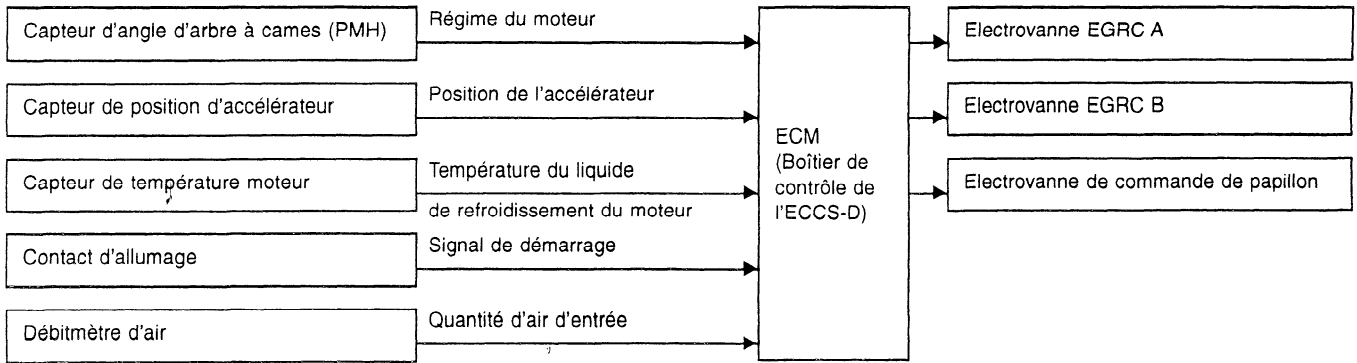 Capteur d'angle d'arbre à cames (PMH)
Régime du moteur
Electrovanne EGRC A
Capteur de position d'accélérateur
Position de l'accélérateur
Electrovanne EGRC B
ECM
(Boîtier de
contrôle de
l'ECCS-D)
Capteur de température moteur
Température du liquide
de refroidissement du moteur
Electrovanne de commande de papillon
Contact d'allumage
Signal de démarrage
Débitmètre d'air
Quantité d'air d'entrée